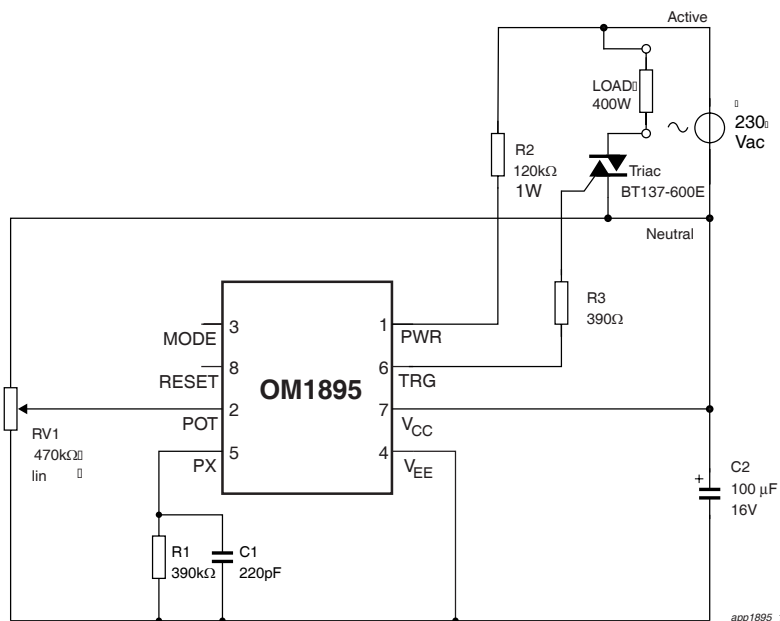 Active
LOAD
400W
230
Vac
R2
120kΩ
1W
Triac
BT137-600E
Neutral
R3
390Ω
MODE
3
1
PWR
RESET
8
6
TRG
OM1895
POT
2
7
VCC
PX
5
4
VEE
RV1
470kΩ
lin
C2
+
100 µF
16V
R1
390kΩ
C1
220pF
app1895